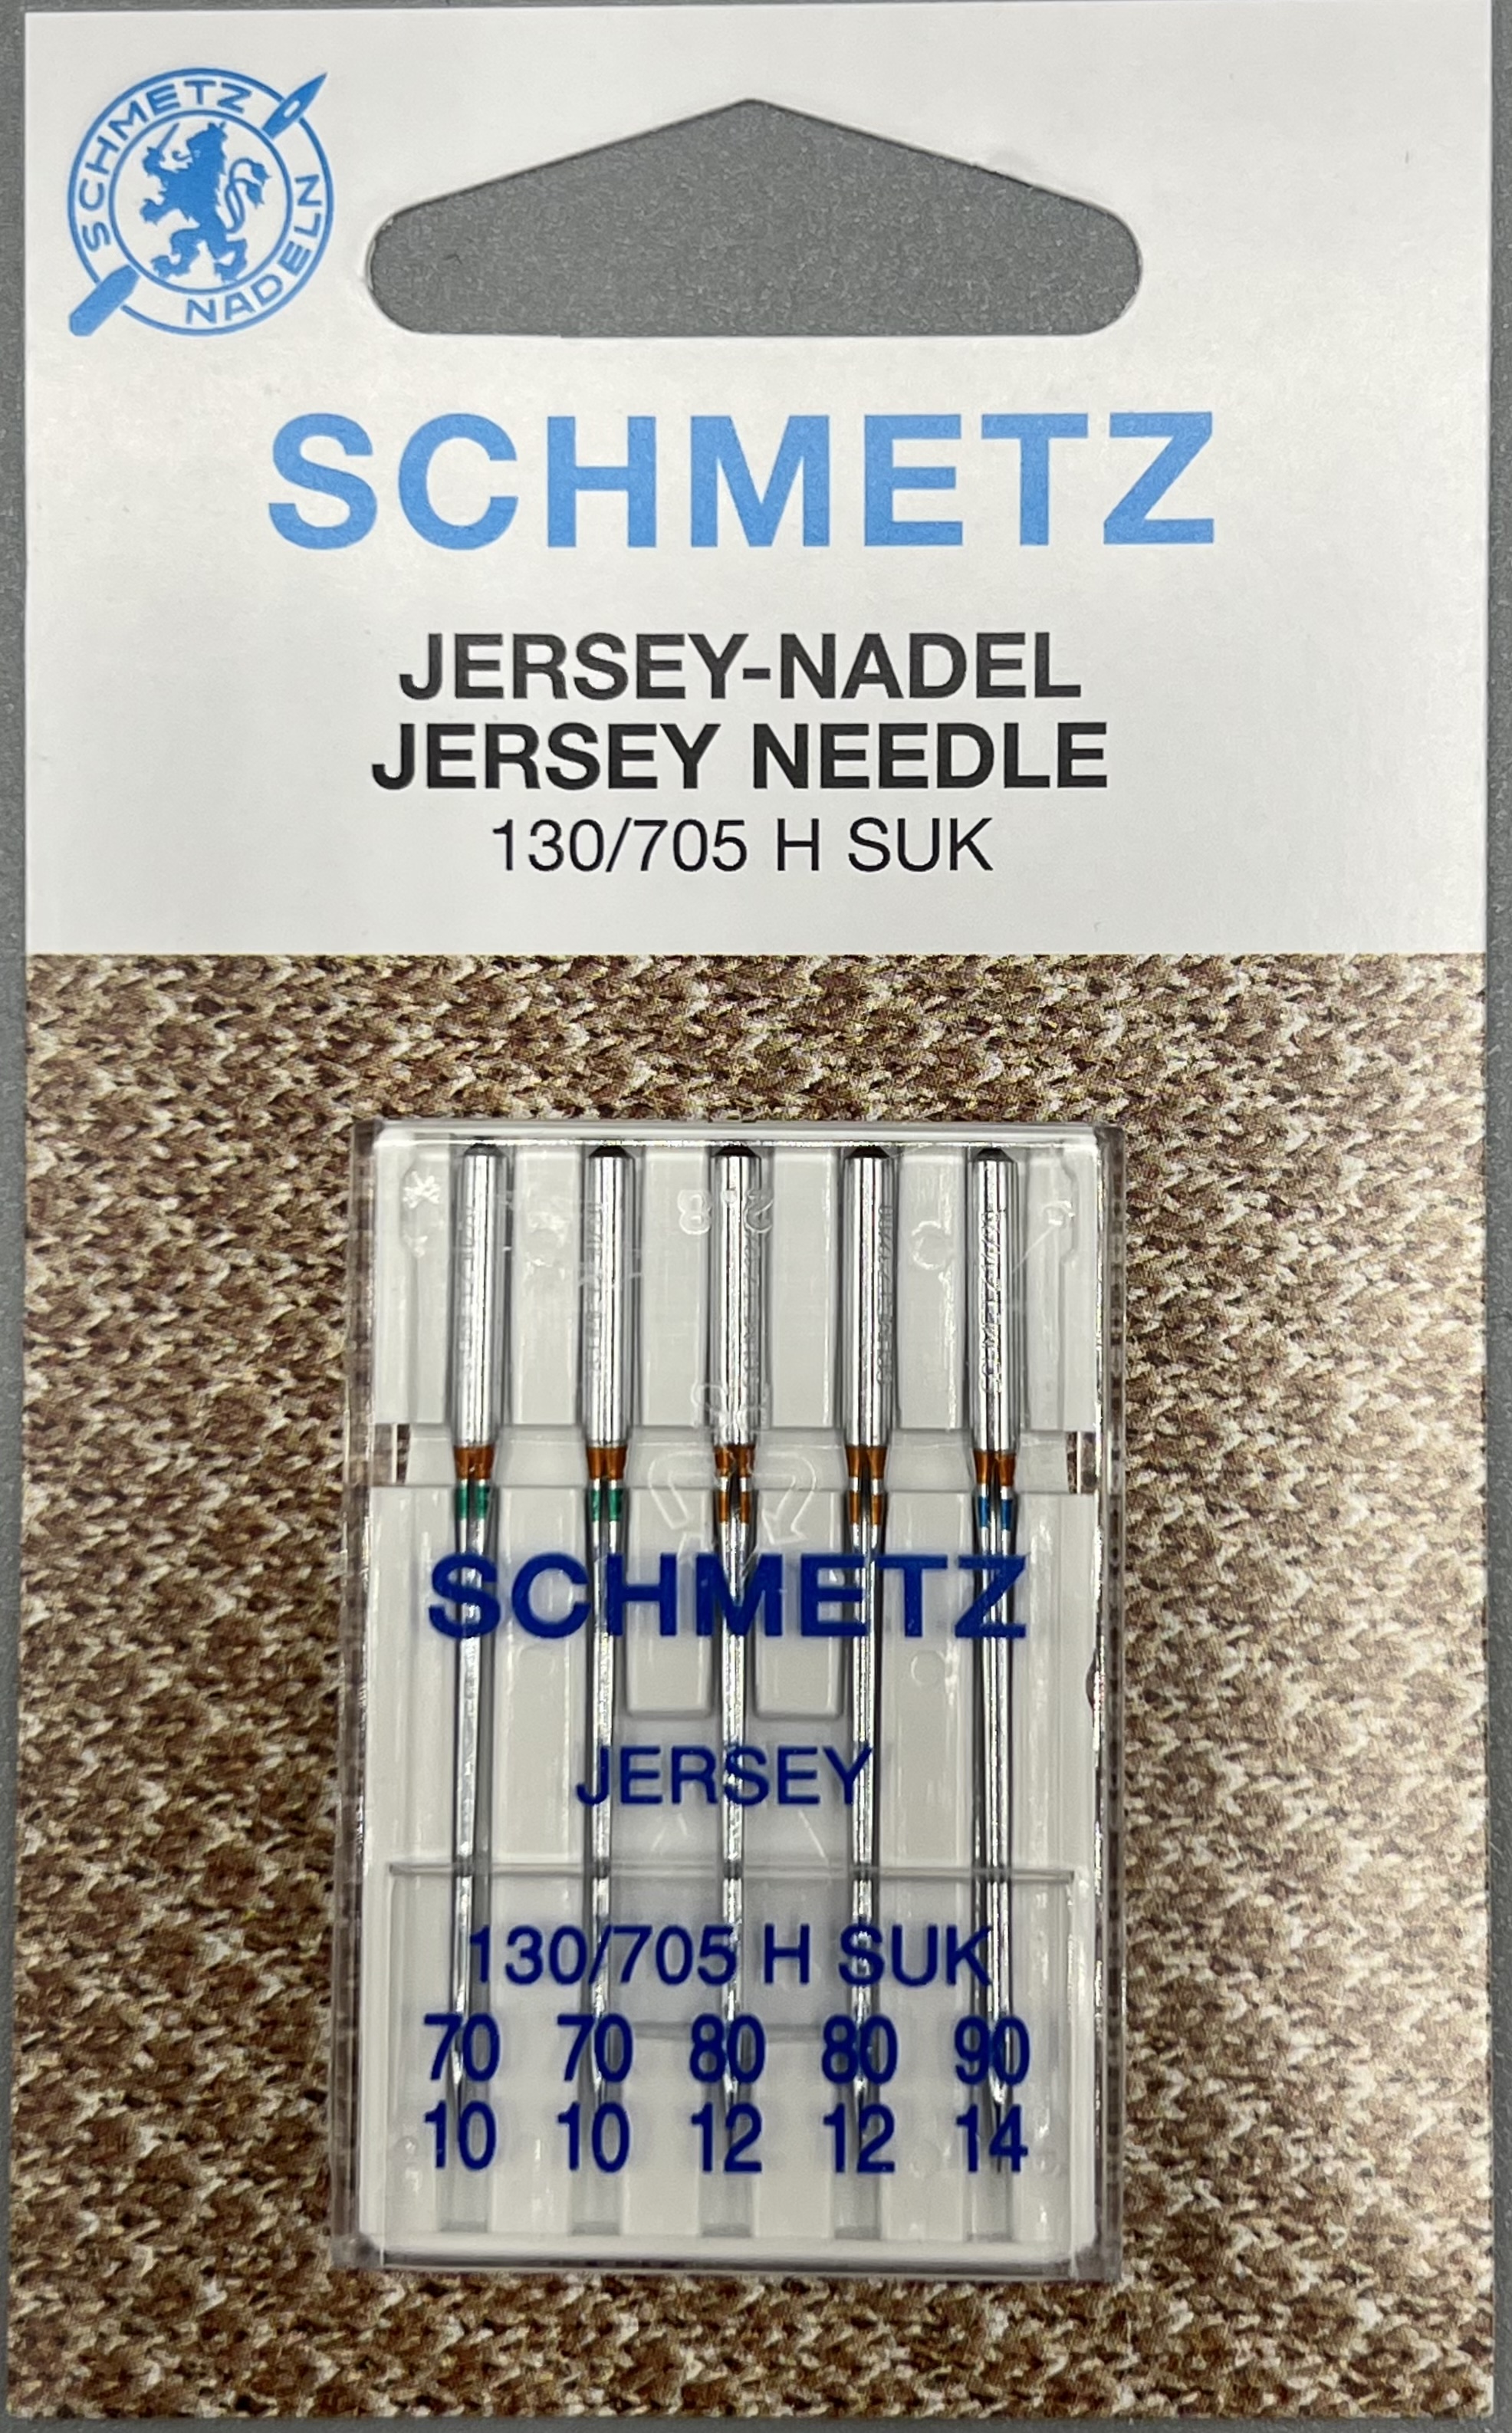 SCHMETZ
NADELN
SCHMETZ
JERSEY-NADEL
JERSEY NEEDLE
130/705 H SUK
SCHMETZ
JERSEY
130/705 H SUK
70 70 80 80 90
10 10 12 12 14